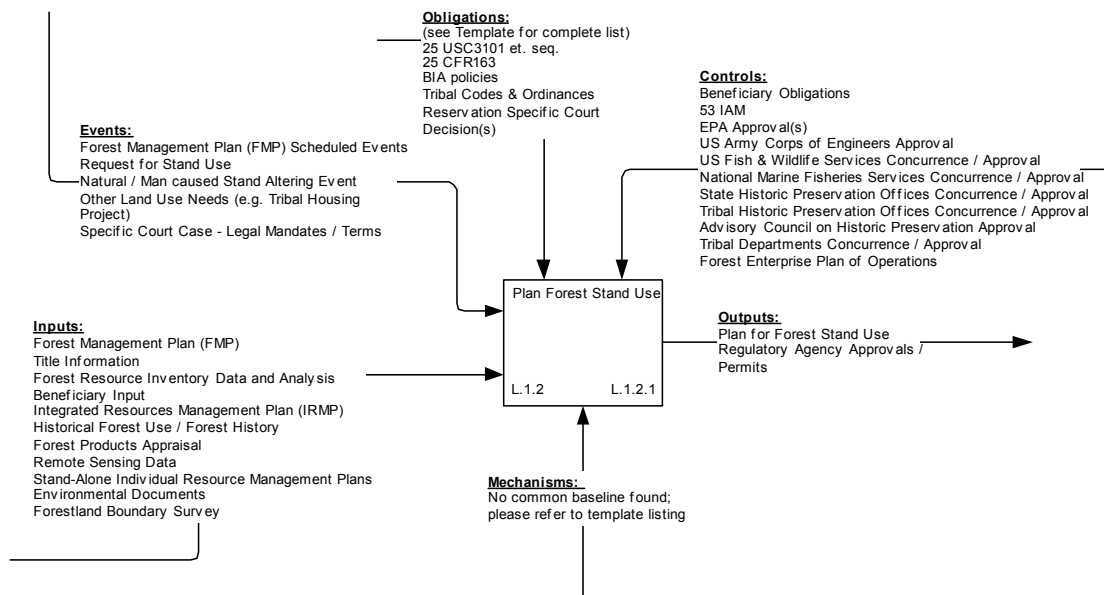 Obligations:
(see Template for complete list)
25 USC3101 et. seq.
25 CFR163
BIA policies
Tribal Codes & Ordinances
Reservation Specific Court
Decision(s)
Controls:
Beneficiary Obligations
53 IAM
EPA Approval(s)
US Army Corps of Engineers Approval
US Fish & Wildlife Services Concurrence / Approval
National Marine Fisheries Services Concurrence / Approval
State Historic Preservation Offices Concurrence / Approval
Tribal Historic Preservation Offices Concurrence / Approval
Advisory Council on Historic Preservation Approval
Tribal Departments Concurrence / Approval
Forest Enterprise Plan of Operations
Events:
Forest Management Plan (FMP) Scheduled Events
Request for Stand Use
Natural / Man caused Stand Altering Event
Other Land Use Needs (e.g. Tribal Housing
Project)
Specific Court Case - Legal Mandates / Terms
Plan Forest Stand Use
L.1.2
L.1.2.1
Inputs:
Forest Management Plan (FMP)
Title Information
Forest Resource Inventory Data and Analysis
Beneficiary Input
Integrated Resources Management Plan (IRMP)
Historical Forest Use / Forest History
Forest Products Appraisal
Remote Sensing Data
Stand-Alone Individual Resource Management Plans
Environmental Documents
Forestland Boundary Survey
Outputs:
Plan for Forest Stand Use
Regulatory Agency Approvals /
Permits
Mechanisms:
No common baseline found;
please refer to template listing